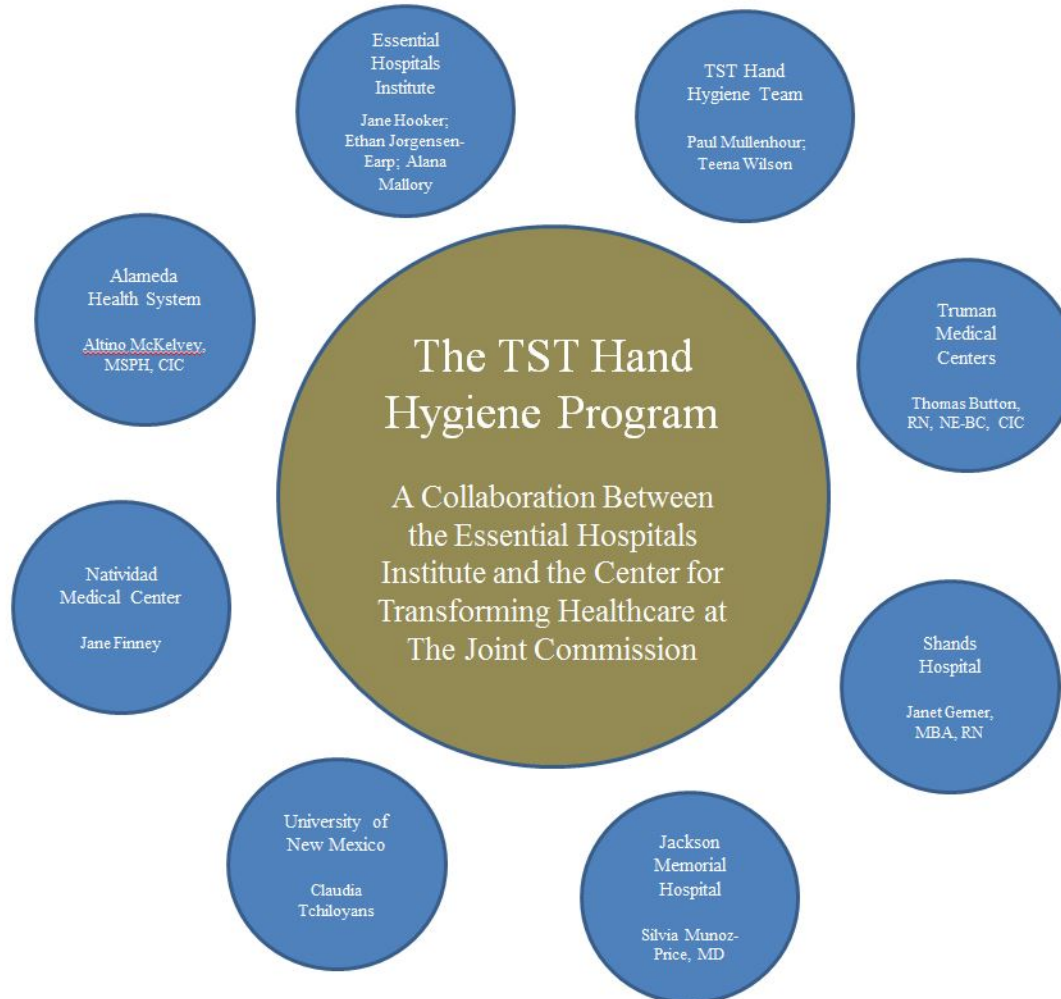 Essential
Hospitals
Institute
Jane Hooker;
Ethan Jorgensen-
Earp; Alana
Mallory
TST Hand
Hygiene Team
Paul Mullenhour;
Teena Wilson
Alameda
Health System
Altino McKelvey,
MSPH, CIC
Truman
Medical
Centers
Thomas Button,
RN, NE-BC, CIC
The TST Hand
Hygiene Program
A Collaboration Between
the Essential Hospitals
Institute and the Center for
Transforming Healthcare at
The Joint Commission
Natividad
Medical Center
Jane Finney
Shands
Hospital
Janet Gerner,
MBA, RN
University of
New Mexico
Claudia
Tchiloyans
Jackson
Memorial
Hospital
Silvia Munoz-
Price, MD